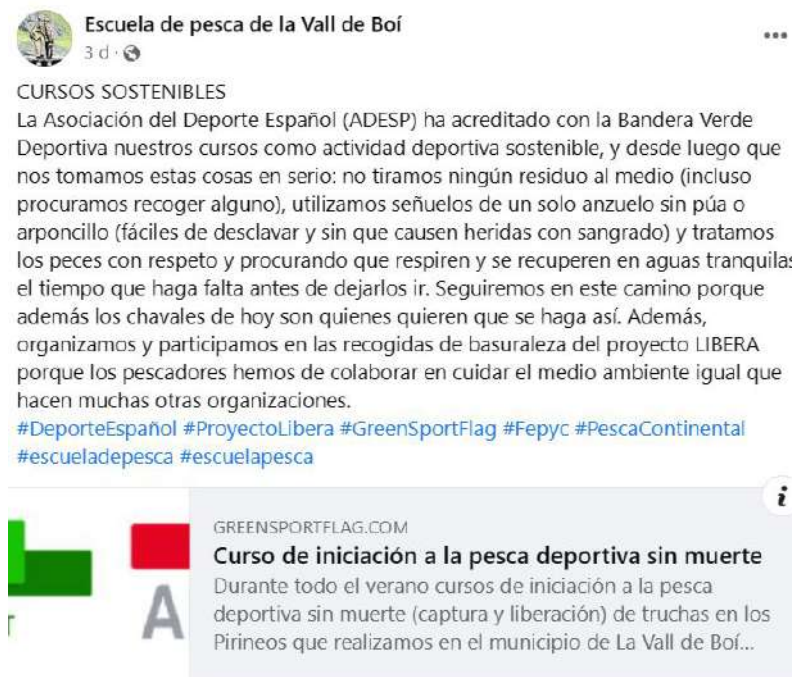 Escuela de pesca de la Vall de Boí
3 d ·
CURSOS SOSTENIBLES
La Asociación del Deporte Español (ADESP) ha acreditado con la Bandera Verde
Deportiva nuestros cursos como actividad deportiva sostenible, y desde luego que
nos tomamos estas cosas en serio: no tiramos ningún residuo al medio (incluso
procuramos recoger alguno), utilizamos señuelos de un solo anzuelo sin púa o
arponcillo (fáciles de desclavar y sin que causen heridas con sangrado) y tratamos
los peces con respeto y procurando que respiren y se recuperen en aguas tranquilas
el tiempo que haga falta antes de dejarlos ir. Seguiremos en este camino porque
además los chavales de hoy son quienes quieren que se haga así. Además,
organizamos y participamos en las recogidas de basuraleza del proyecto LIBERA
porque los pescadores hemos de colaborar en cuidar el medio ambiente igual que
hacen muchas otras organizaciones.
#DeporteEspañol #ProyectoLibera #GreenSportFlag #Fepyc #PescaContinental
#escueladepesca #escuelapesca
GREENSPORTFLAG.COM
Curso de iniciación a la pesca deportiva sin muerte
Durante todo el verano cursos de iniciación a la pesca
deportiva sin muerte (captura y liberación) de truchas en los
Pirineos que realizamos en el municipio de La Vall de Boí...
A